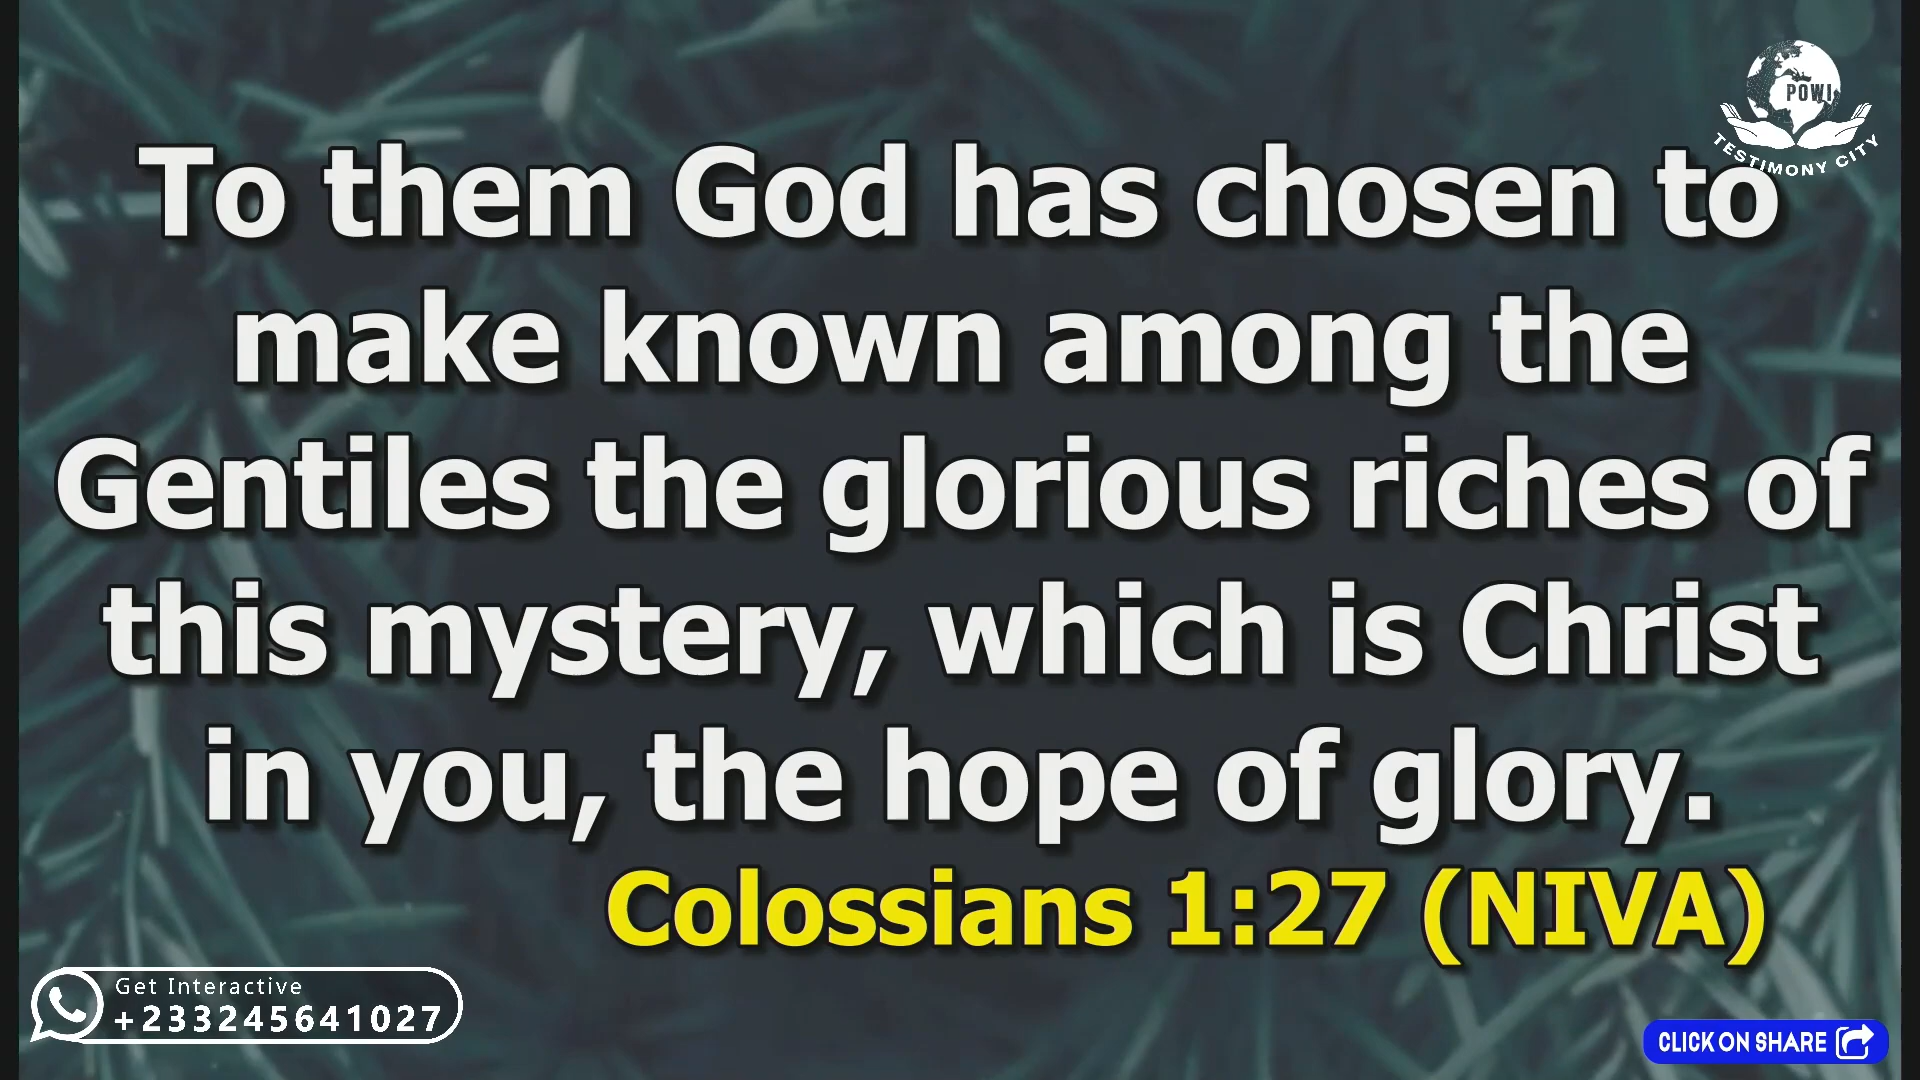 POWI
TESTIMONY CITY
To them God has chosen to
make known among the
Gentiles the glorious riches of
this mystery, which is Christ
in you, the hope of glory.
Colossians 1:27 (NIVA)
Get Interactive
+233245641027
CLICK ON SHARE